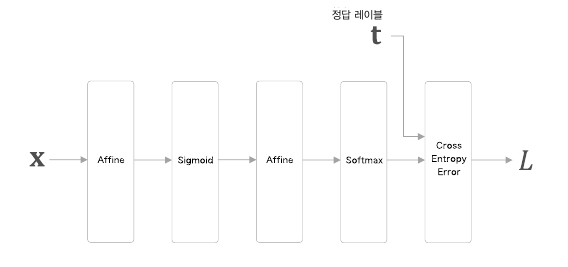 정답 레이블
t
x
Affine
Sigmoid
Affine
Softmax
Cross
Entropy
Error
L